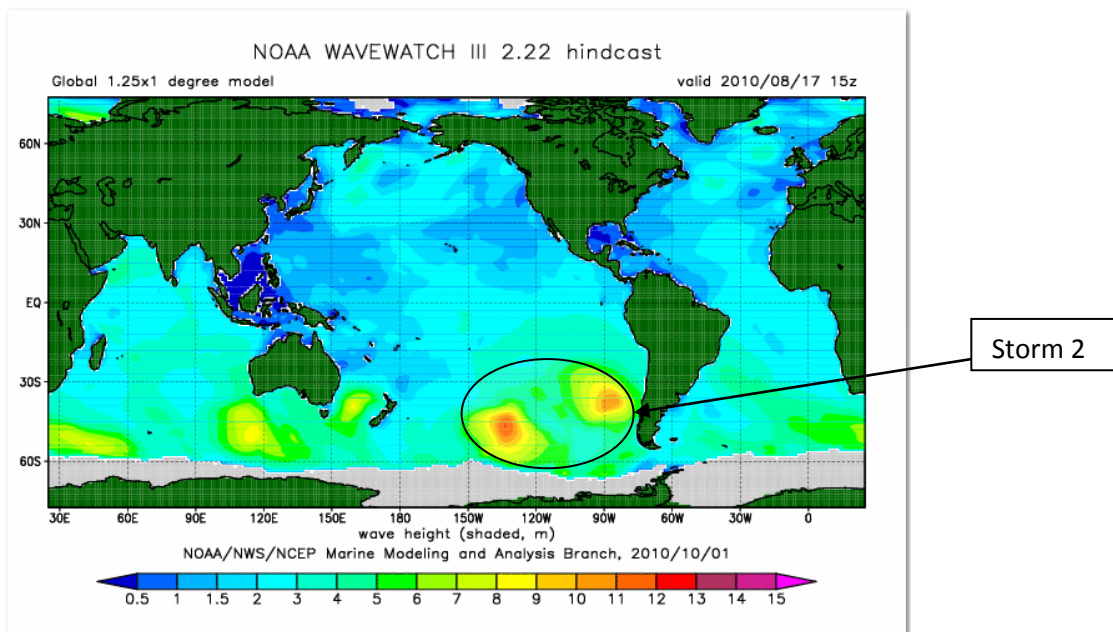 NOAA WAVEWATCH III 2.22 hindcast
Global 1.25x1 degree model valid 2010/08/17 15z
60N
30N
EQ
30S
60S
Storm 2
30E 60E 90E 120E 150E 180 150W 120W 90W 60W 30W 0
wave height (shaded, m)
NOAA/NWS/NCEP Marine Modeling and Analysis Branch, 2010/10/01
0.5 1 1.5 2 3 4 5 6 7 8 9 10 11 12 13 14 15